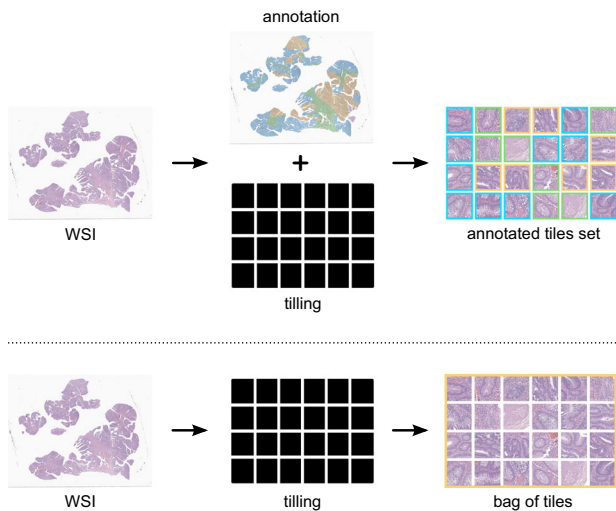 annotation
WSI
annotated tiles set
tilling
WSI
tilling
bag of tiles